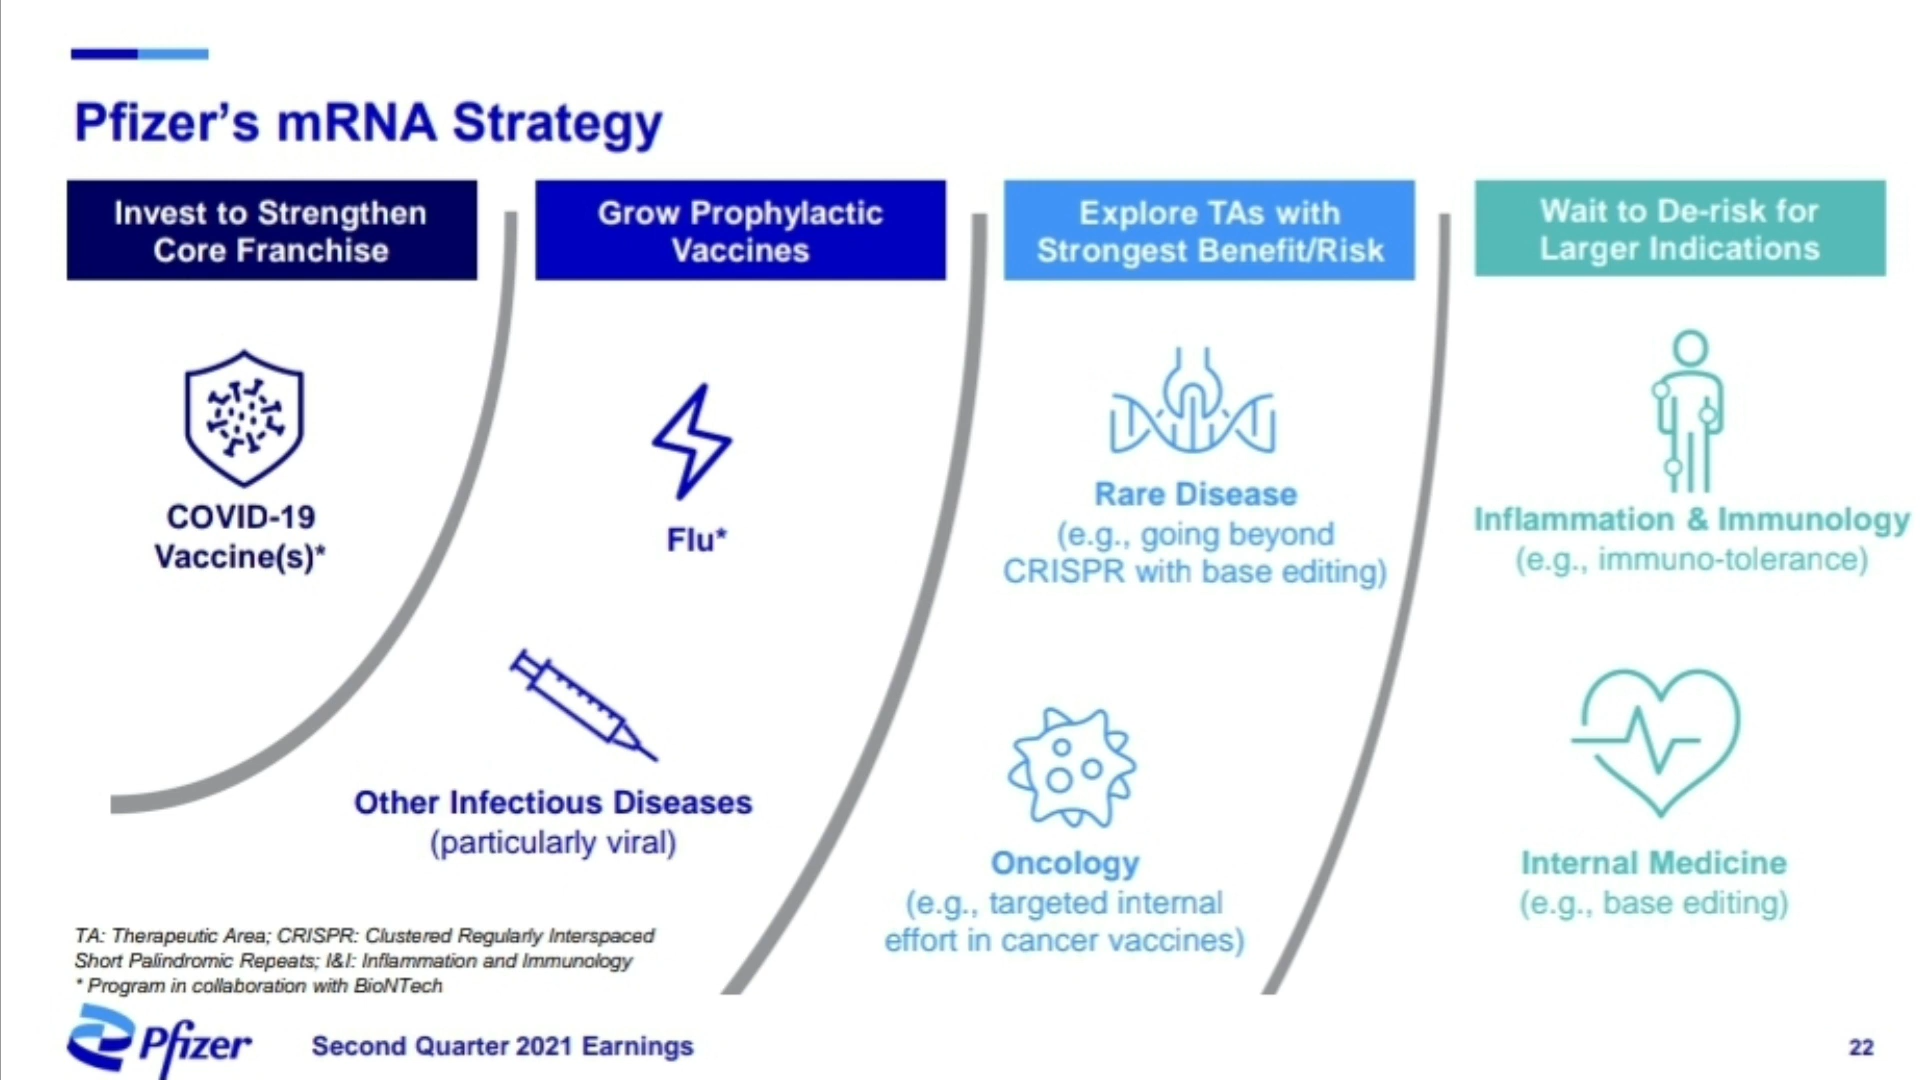 Pfizer’s mRNA Strategy
Invest to Strengthen
Core Franchise
Grow Prophylactic
Vaccines
Explore TAs with
Strongest Benefit/Risk
Wait to De-risk for
Larger Indications
COVID-19
Vaccine(s)*
Flu*
Other Infectious Diseases
(particularly viral)
Rare Disease
(e.g., going beyond
CRISPR with base editing)
Oncology
(e.g., targeted internal
effort in cancer vaccines)
Inflammation & Immunology
(e.g., immuno-tolerance)
Internal Medicine
(e.g., base editing)
TA: Therapeutic Area; CRISPR: Clustered Regularly Interspaced
Short Palindromic Repeats; I&I: Inflammation and Immunology
* Program in collaboration with BioNTech
Pfizer
Second Quarter 2021 Earnings
22